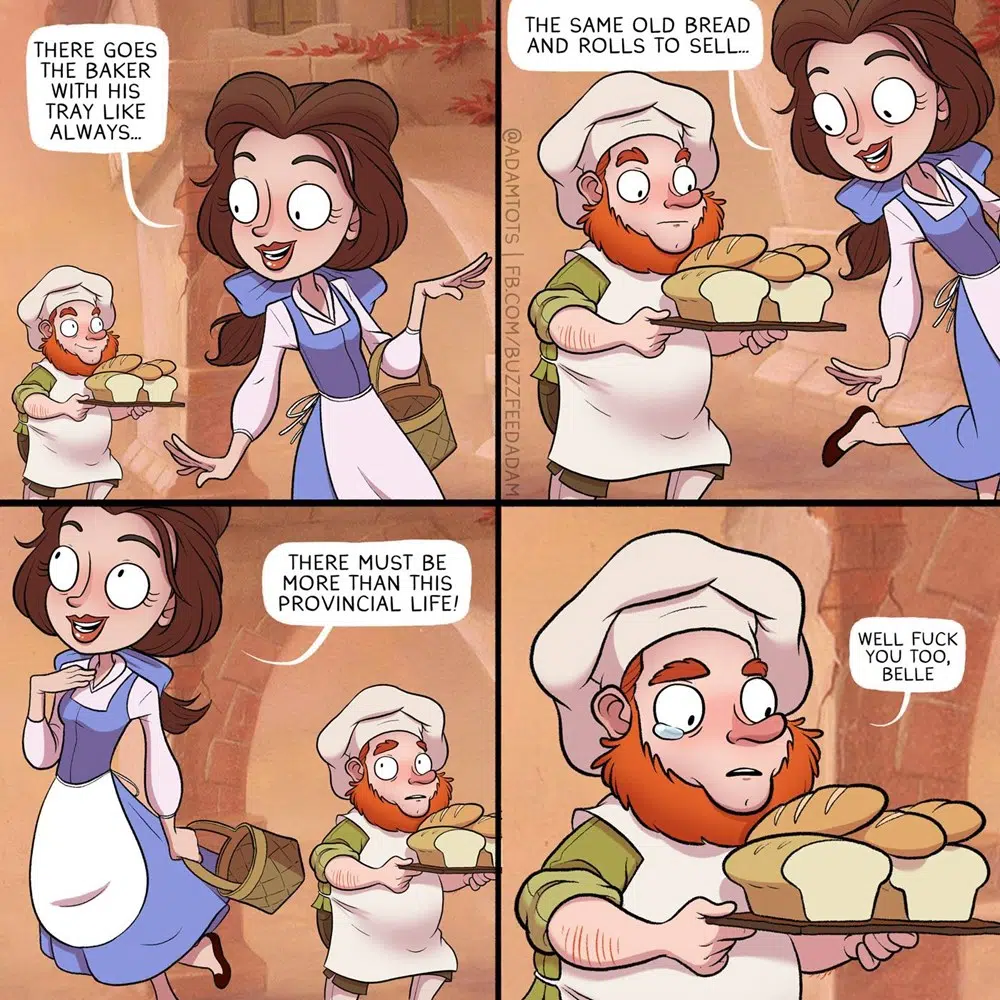 THERE GOES
THE BAKER
WITH HIS
TRAY LIKE
ALWAYS...
THE SAME OLD BREAD
AND ROLLS TO SELL...
@ADAMTOTS | FB.COM/BUZZFEEDADAM
THERE MUST BE
MORE THAN THIS
PROVINCIAL LIFE!
WELL FUCK
YOU TOO,
BELLE